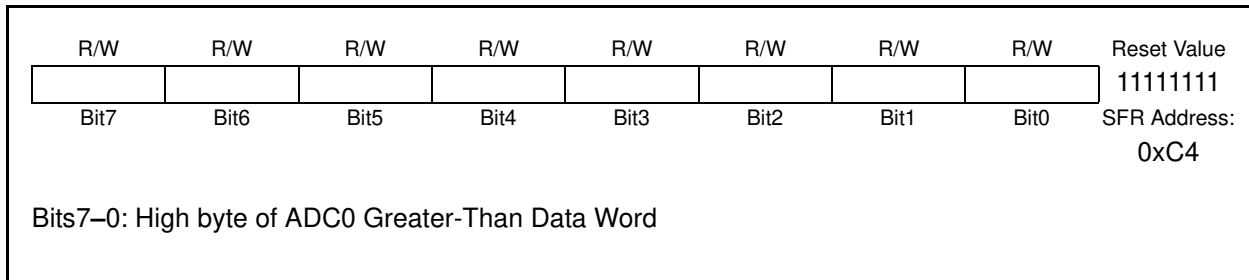 R/W R/W R/W R/W R/W R/W R/W R/W Reset Value
11111111
Bit7 Bit6 Bit5 Bit4 Bit3 Bit2 Bit1 Bit0 SFR Address:
0xC4
Bits7–0: High byte of ADC0 Greater-Than Data Word